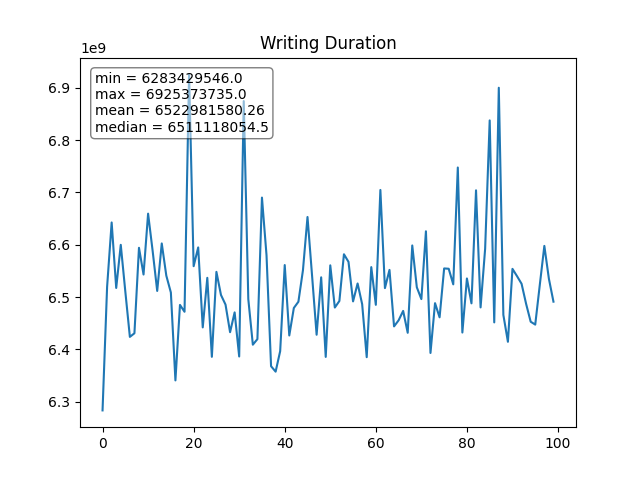 Writing Duration
1e9
min = 6283429546.0
max = 6925373735.0
mean = 6522981580.26
median = 6511118054.5
6.9
6.8
6.7
6.6
6.5
6.4
6.3
0 20 40 60 80 100